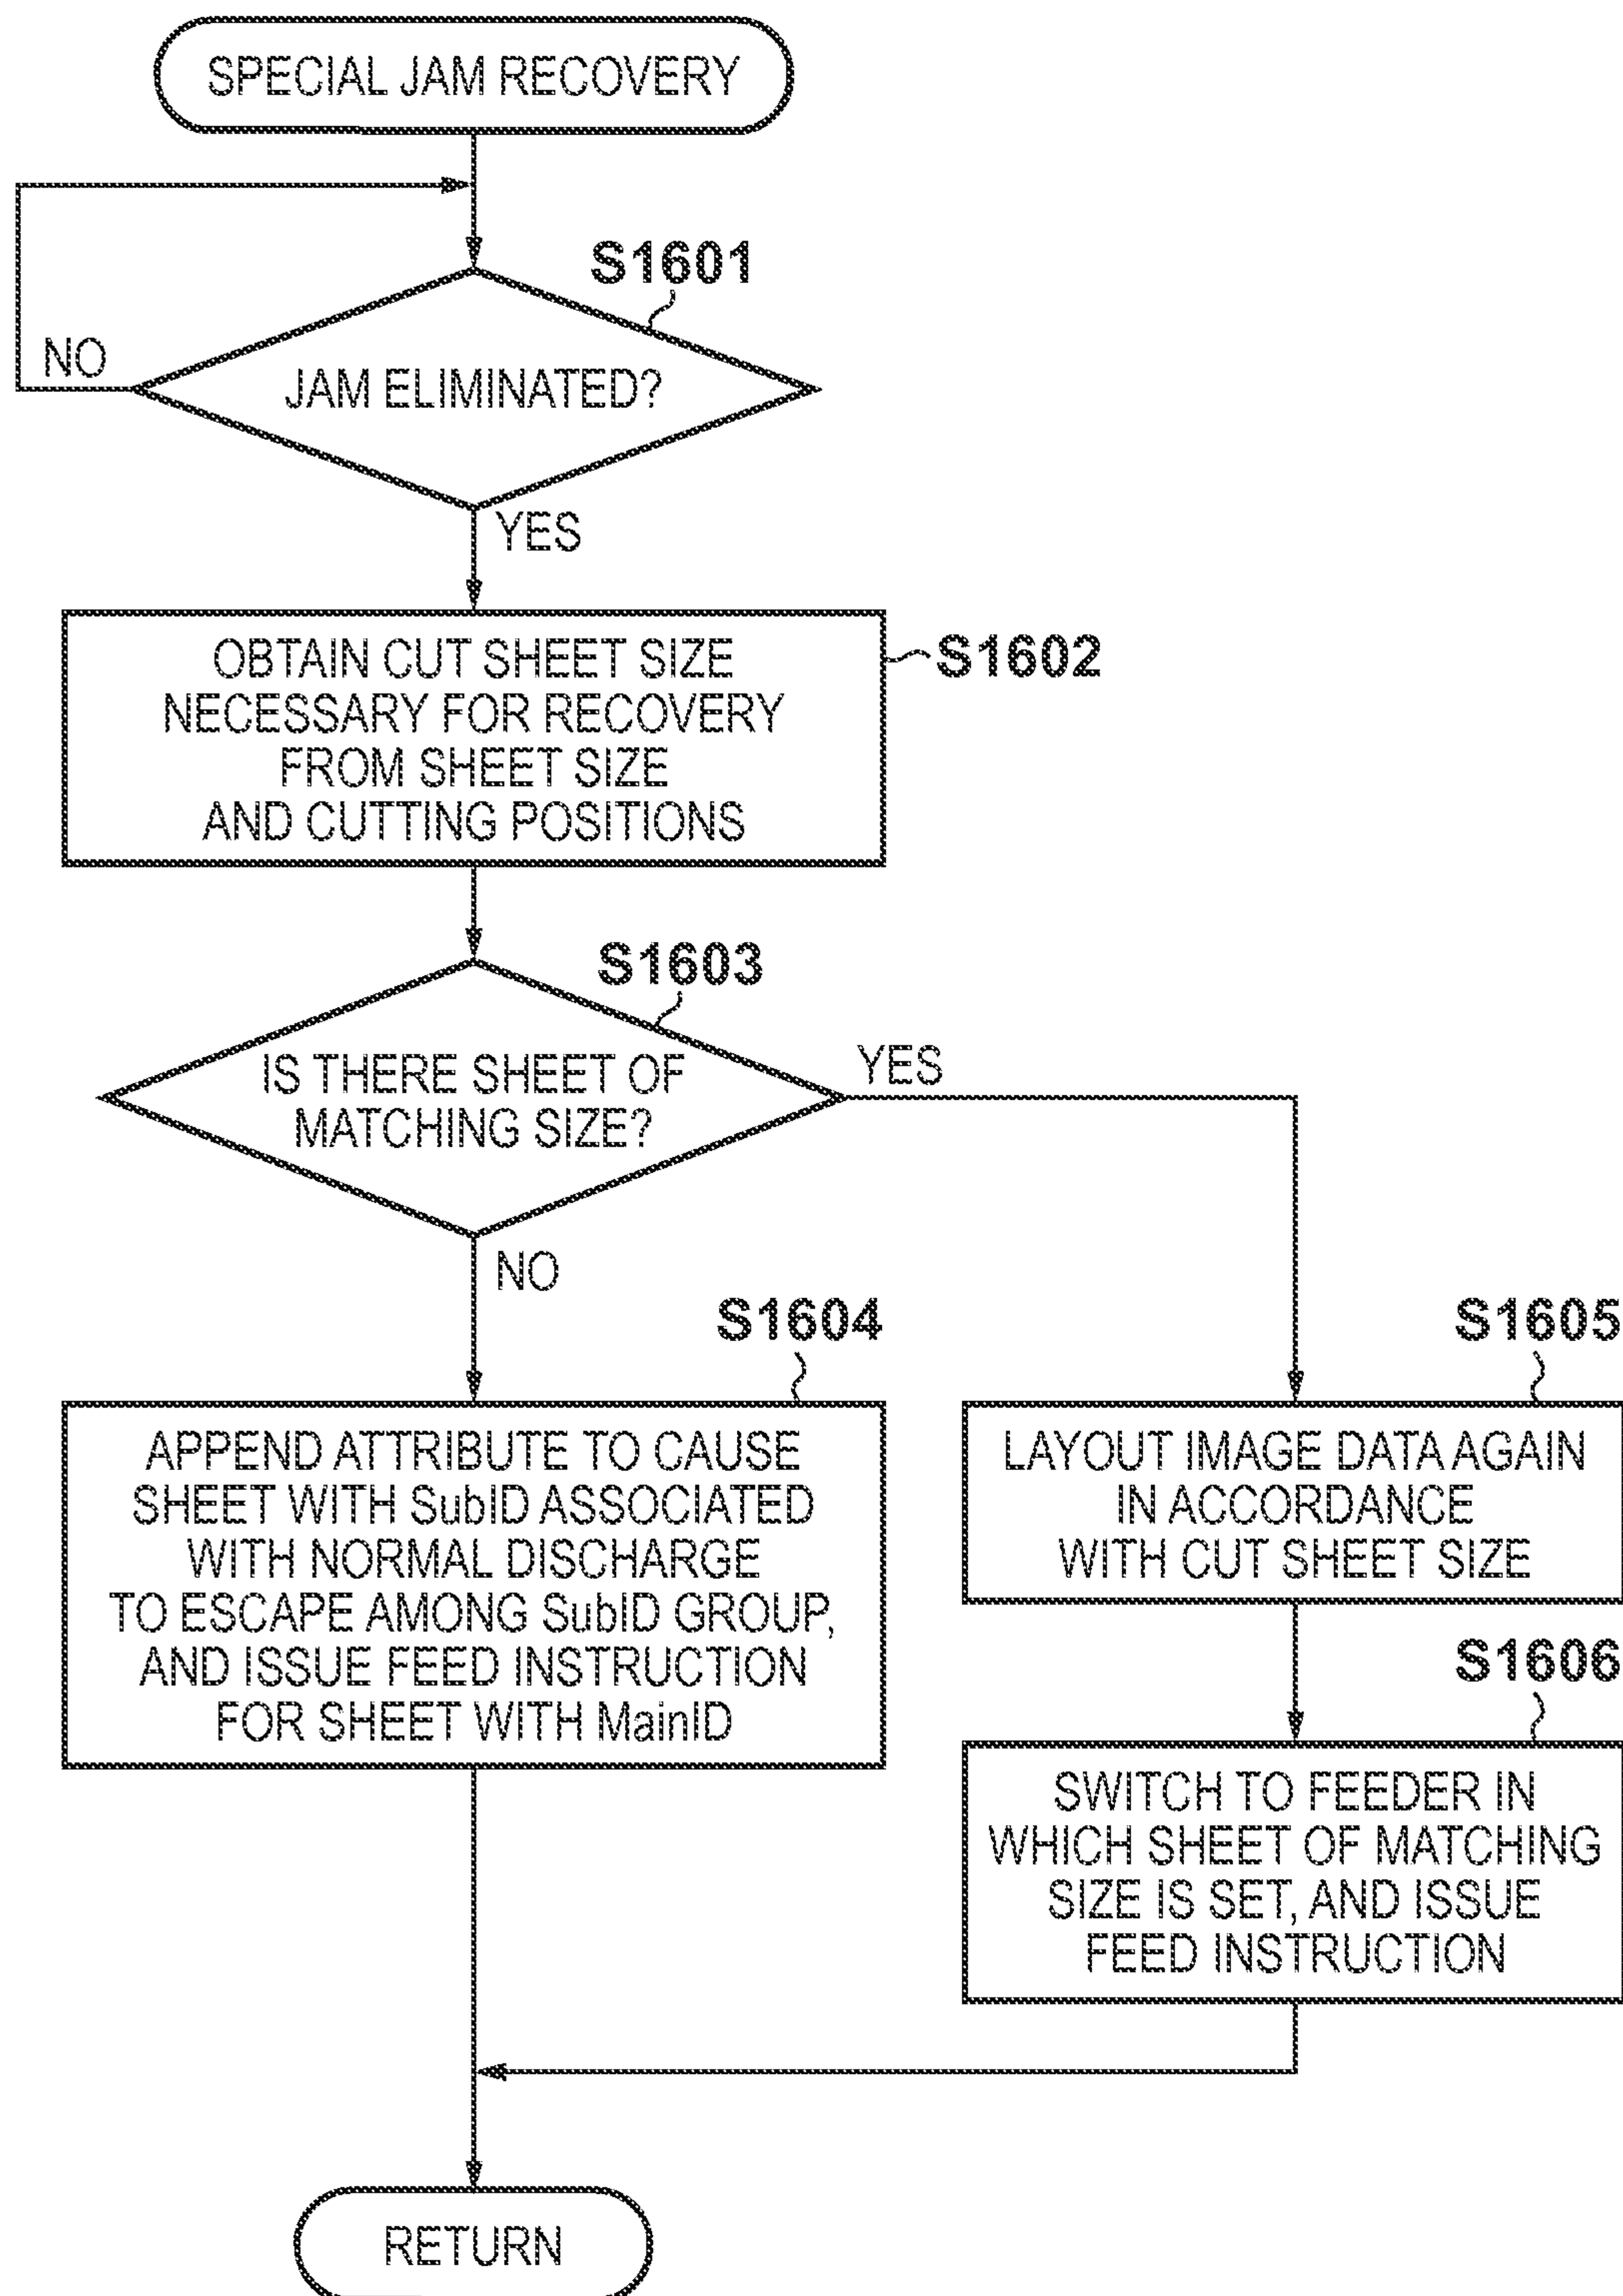 SPECIAL JAM RECOVERY
S1601
NO
JAM ELIMINATED?
YES
OBTAIN CUT SHEET SIZE
NECESSARY FOR RECOVERY
FROM SHEET SIZE
AND CUTTING POSITIONS
S1602
S1603
IS THERE SHEET OF
MATCHING SIZE?
YES
NO
S1604
APPEND ATTRIBUTE TO CAUSE
SHEET WITH SubID ASSOCIATED
WITH NORMAL DISCHARGE
TO ESCAPE AMONG SubID GROUP,
AND ISSUE FEED INSTRUCTION
FOR SHEET WITH MainID
S1605
LAYOUT IMAGE DATA AGAIN
IN ACCORDANCE
WITH CUT SHEET SIZE
S1606
SWITCH TO FEEDER IN
WHICH SHEET OF MATCHING
SIZE IS SET, AND ISSUE
FEED INSTRUCTION
RETURN